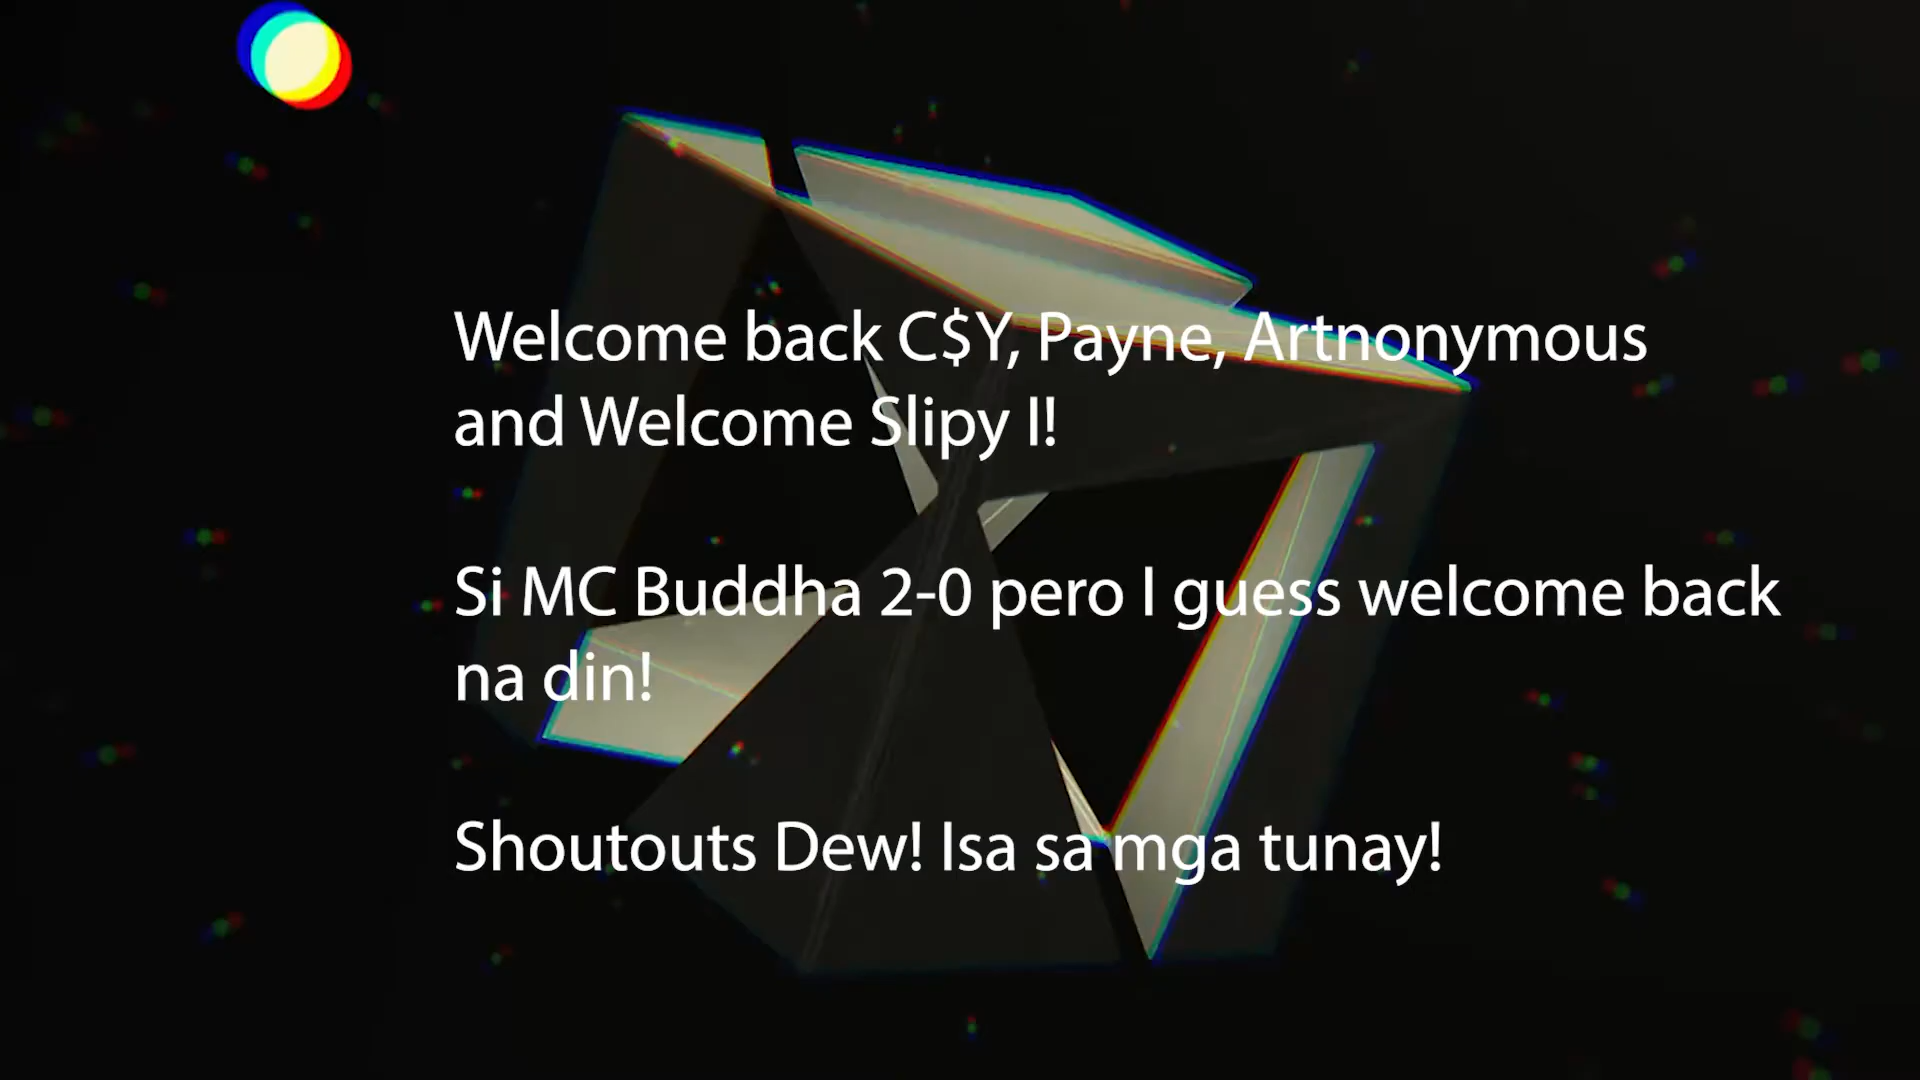 Welcome back C$Y, Payne, Artnonymous
and Welcome Slipy I!
Si MC Buddha 2-0 pero I guess welcome back
na din!
Shoutouts Dew! Isa sa mga tunay!